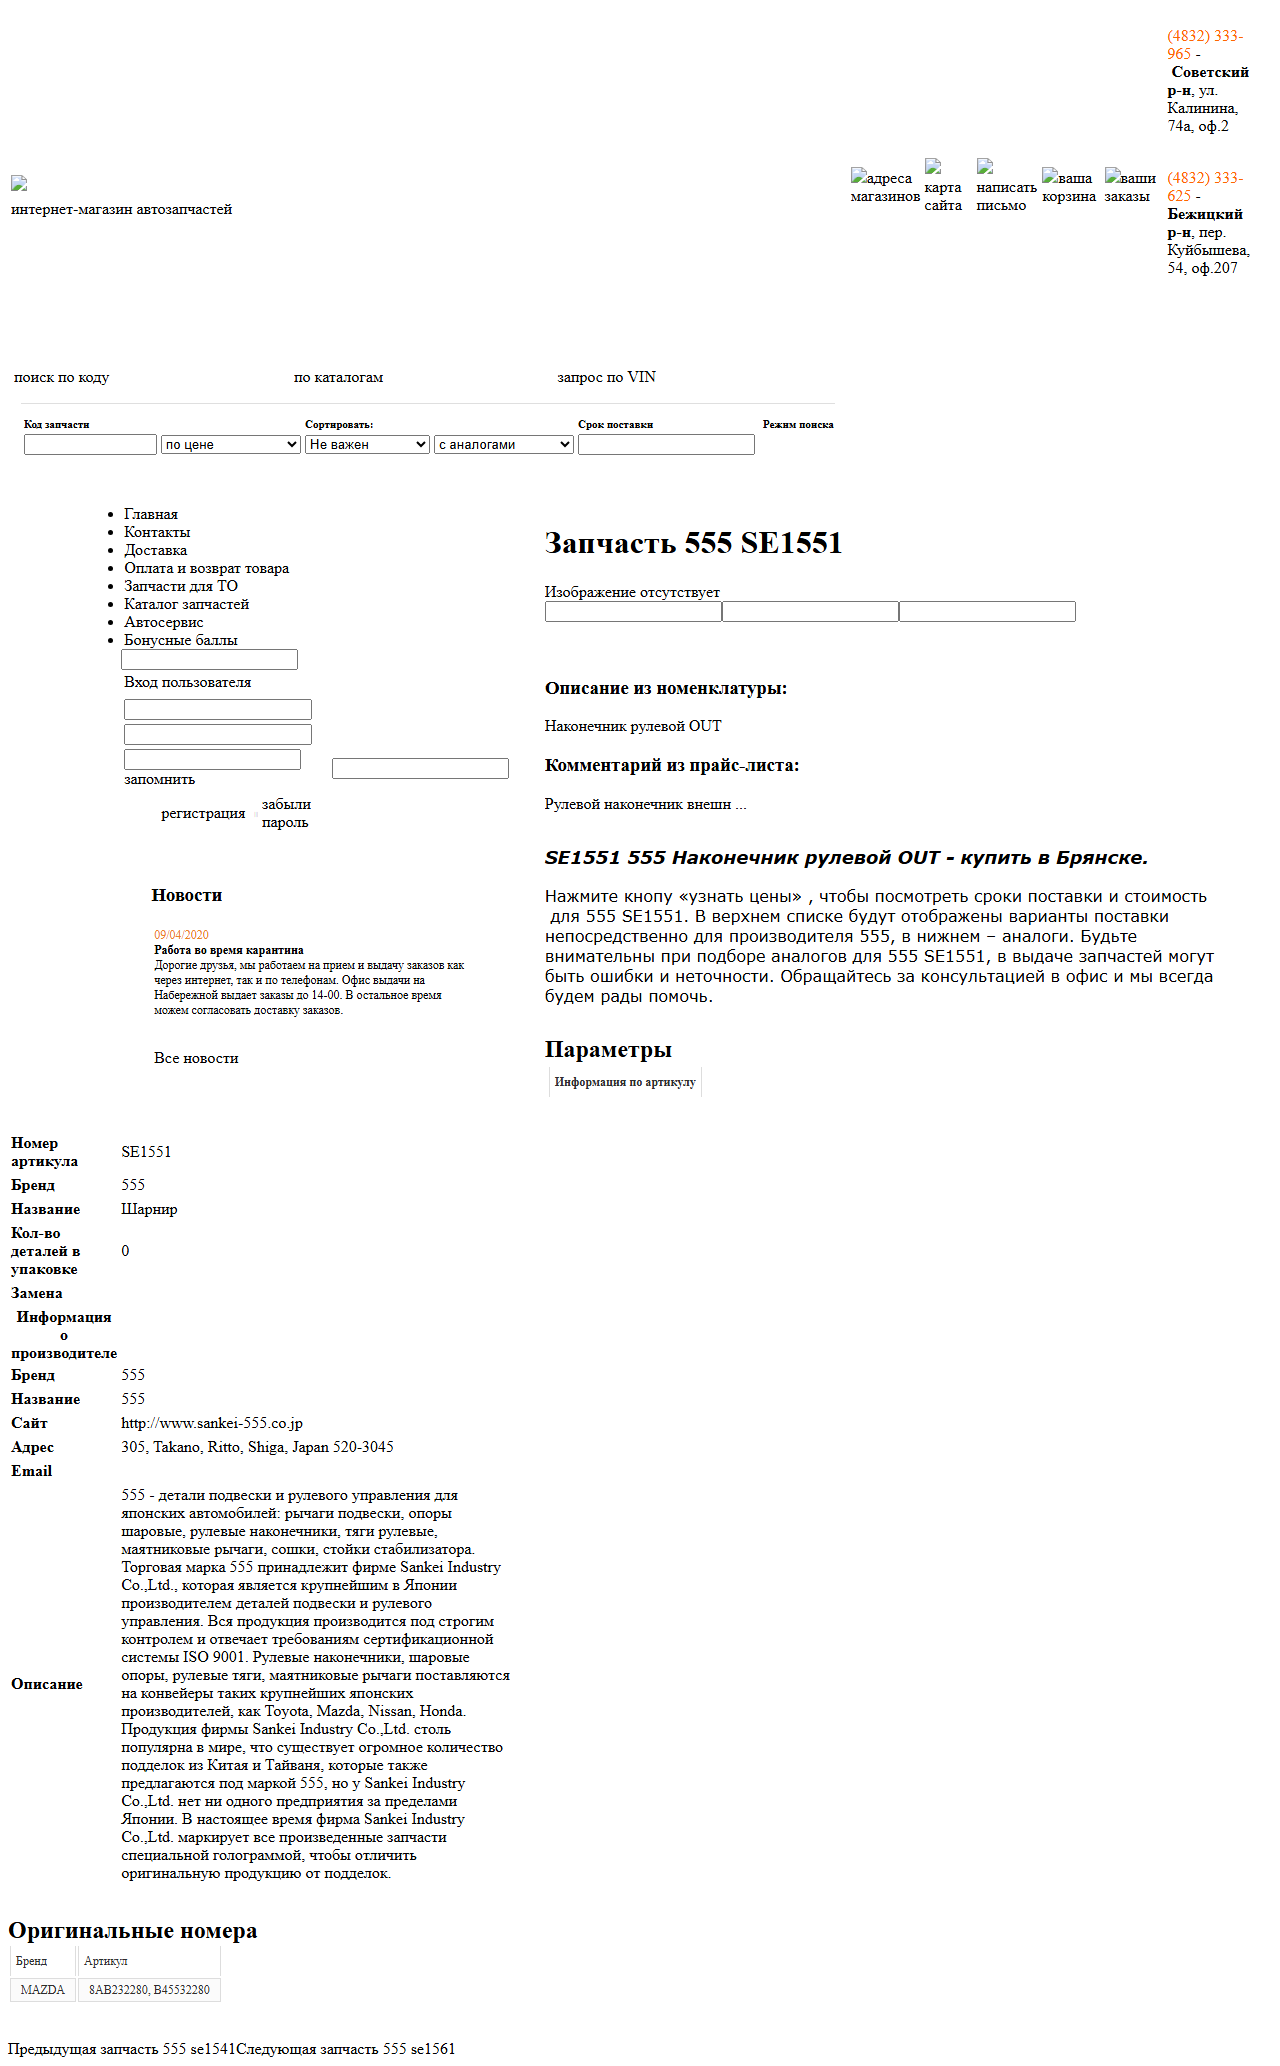 (4832) 333-
965 -
Советский
р-н, ул.
Калинина,
74а, оф.2
интернет-магазин автозапчастей
адреса
магазинов
карта
сайта
написать
письмо
ваша
корзина
ваши
заказы
(4832) 333-
625 -
Бежицкий
р-н, пер.
Куйбышева,
54, оф.207
поиск по коду
по каталогам
запрос по VIN
Код запчасти
Сортировать:
Срок поставки
Режим поиска
по цене
Не важен
с аналогами
Главная
Контакты
Доставка
Оплата и возврат товара
Запчасти для ТО
Каталог запчастей
Автосервис
Бонусные баллы
Вход пользователя
запомнить
регистрация
забыли
пароль
Новости
09/04/2020
Работа во время карантина
Дорогие друзья, мы работаем на прием и выдачу заказов как
через интернет, так и по телефонам. Офис выдачи на
Набережной выдает заказы до 14-00. В остальное время
можем согласовать доставку заказов.
Все новости
Запчасть 555 SE1551
Изображение отсутствует
Описание из номенклатуры:
Наконечник рулевой OUT
Комментарий из прайс-листа:
Рулевой наконечник внешн ...
SE1551 555 Наконечник рулевой OUT - купить в Брянске.
Нажмите кнопу «узнать цены» , чтобы посмотреть сроки поставки и стоимость
для 555 SE1551. В верхнем списке будут отображены варианты поставки
непосредственно для производителя 555, в нижнем – аналоги. Будьте
внимательны при подборе аналогов для 555 SE1551, в выдаче запчастей могут
быть ошибки и неточности. Обращайтесь за консультацией в офис и мы всегда
будем рады помочь.
Параметры
Информация по артикулу
Номер
артикула
SE1551
Бренд
555
Название
Шарнир
Кол-во
деталей в
упаковке
0
Замена
Информация
о
производителе
Бренд
555
Название
555
Сайт
http://www.sankei-555.co.jp
Адрес
305, Takano, Ritto, Shiga, Japan 520-3045
Email
Описание
555 - детали подвески и рулевого управления для
японских автомобилей: рычаги подвески, опоры
шаровые, рулевые наконечники, тяги рулевые,
маятниковые рычаги, сошки, стойки стабилизатора.
Торговая марка 555 принадлежит фирме Sankei Industry
Co.,Ltd., которая является крупнейшим в Японии
производителем деталей подвески и рулевого
управления. Вся продукция производится под строгим
контролем и отвечает требованиям сертификационной
системы ISO 9001. Рулевые наконечники, шаровые
опоры, рулевые тяги, маятниковые рычаги поставляются
на конвейеры таких крупнейших японских
производителей, как Toyota, Mazda, Nissan, Honda.
Продукция фирмы Sankei Industry Co.,Ltd. столь
популярна в мире, что существует огромное количество
подделок из Китая и Тайваня, которые также
предлагаются под маркой 555, но у Sankei Industry
Co.,Ltd. нет ни одного предприятия за пределами
Японии. В настоящее время фирма Sankei Industry
Co.,Ltd. маркирует все произведенные запчасти
специальной голограммой, чтобы отличить
оригинальную продукцию от подделок.
Оригинальные номера
Бренд
Артикул
MAZDA
8AB232280, B45532280
Предыдущая запчасть 555 se1541Следующая запчасть 555 se1561